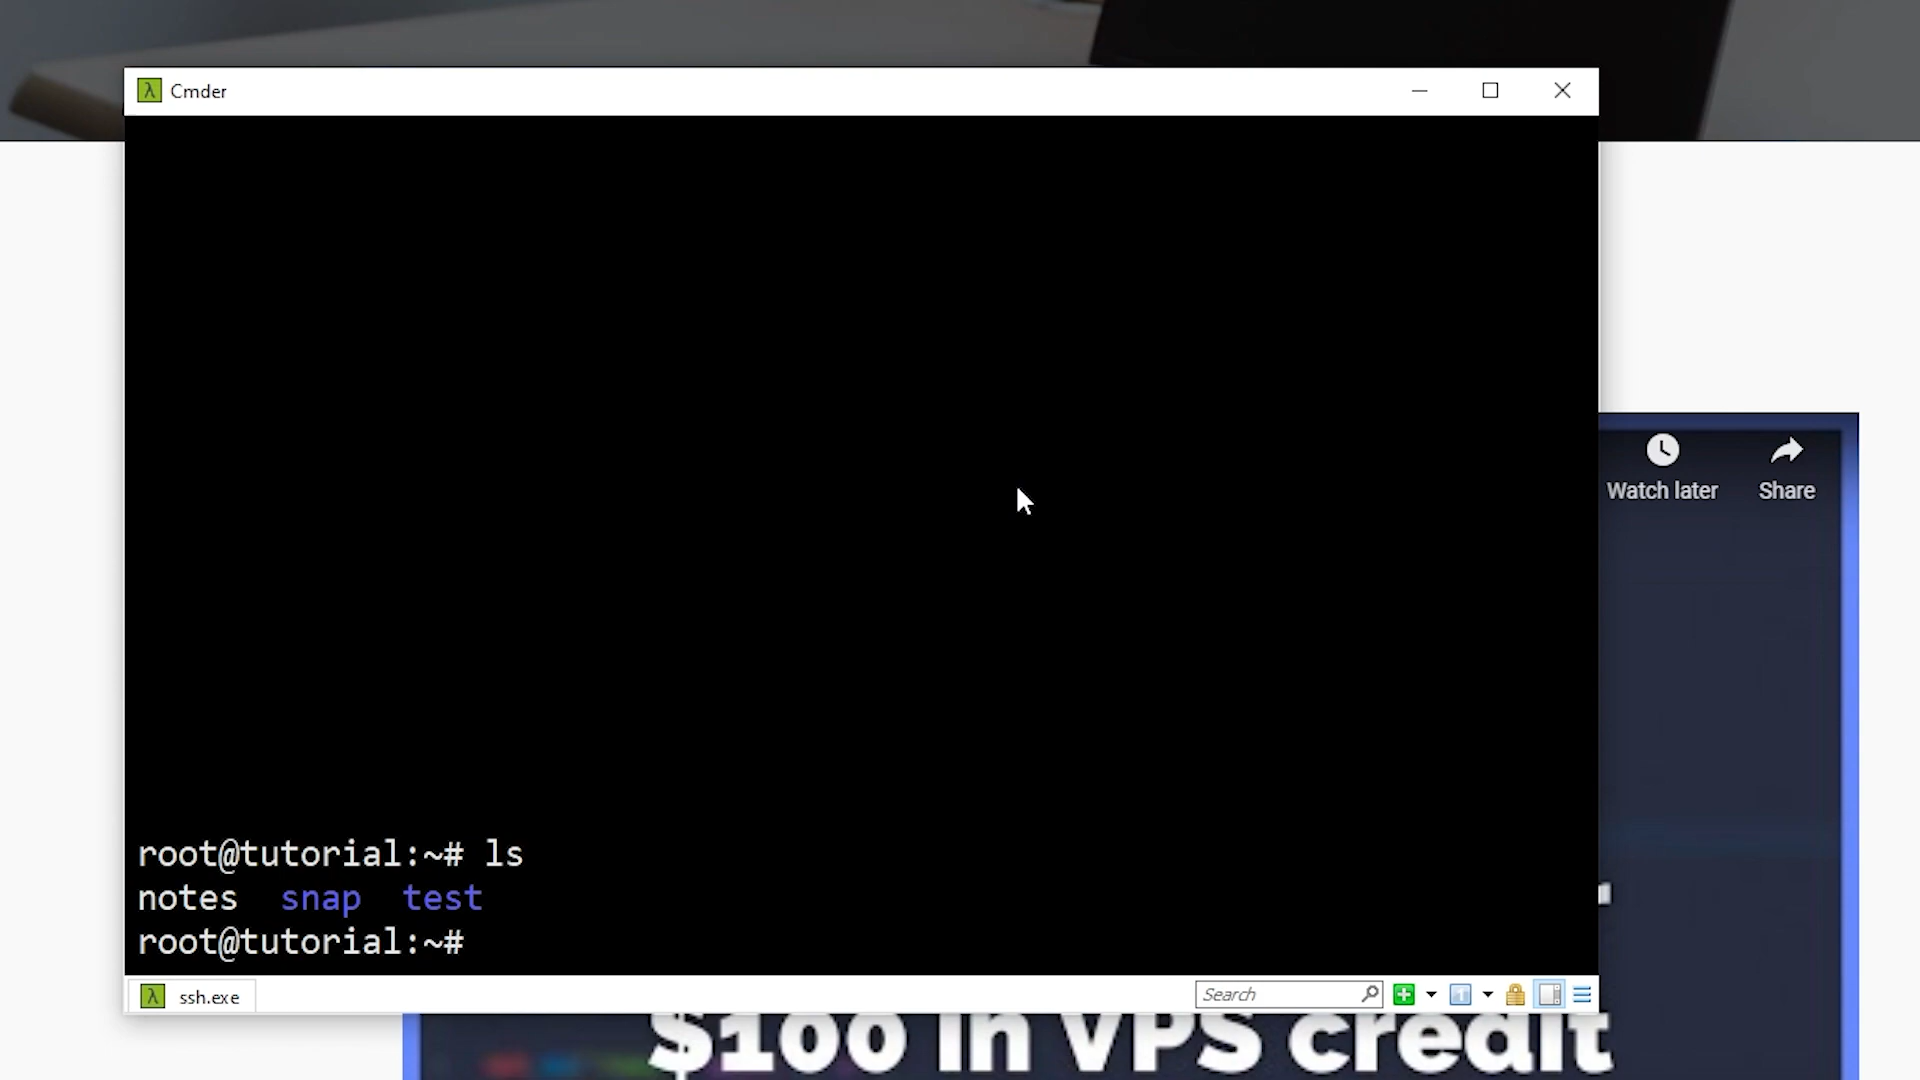 Cmder
Watch later
Share
root@tutorial:~# ls
notes  snap  test
root@tutorial:~#
ssh.exe
Search
$100 in VPS credit